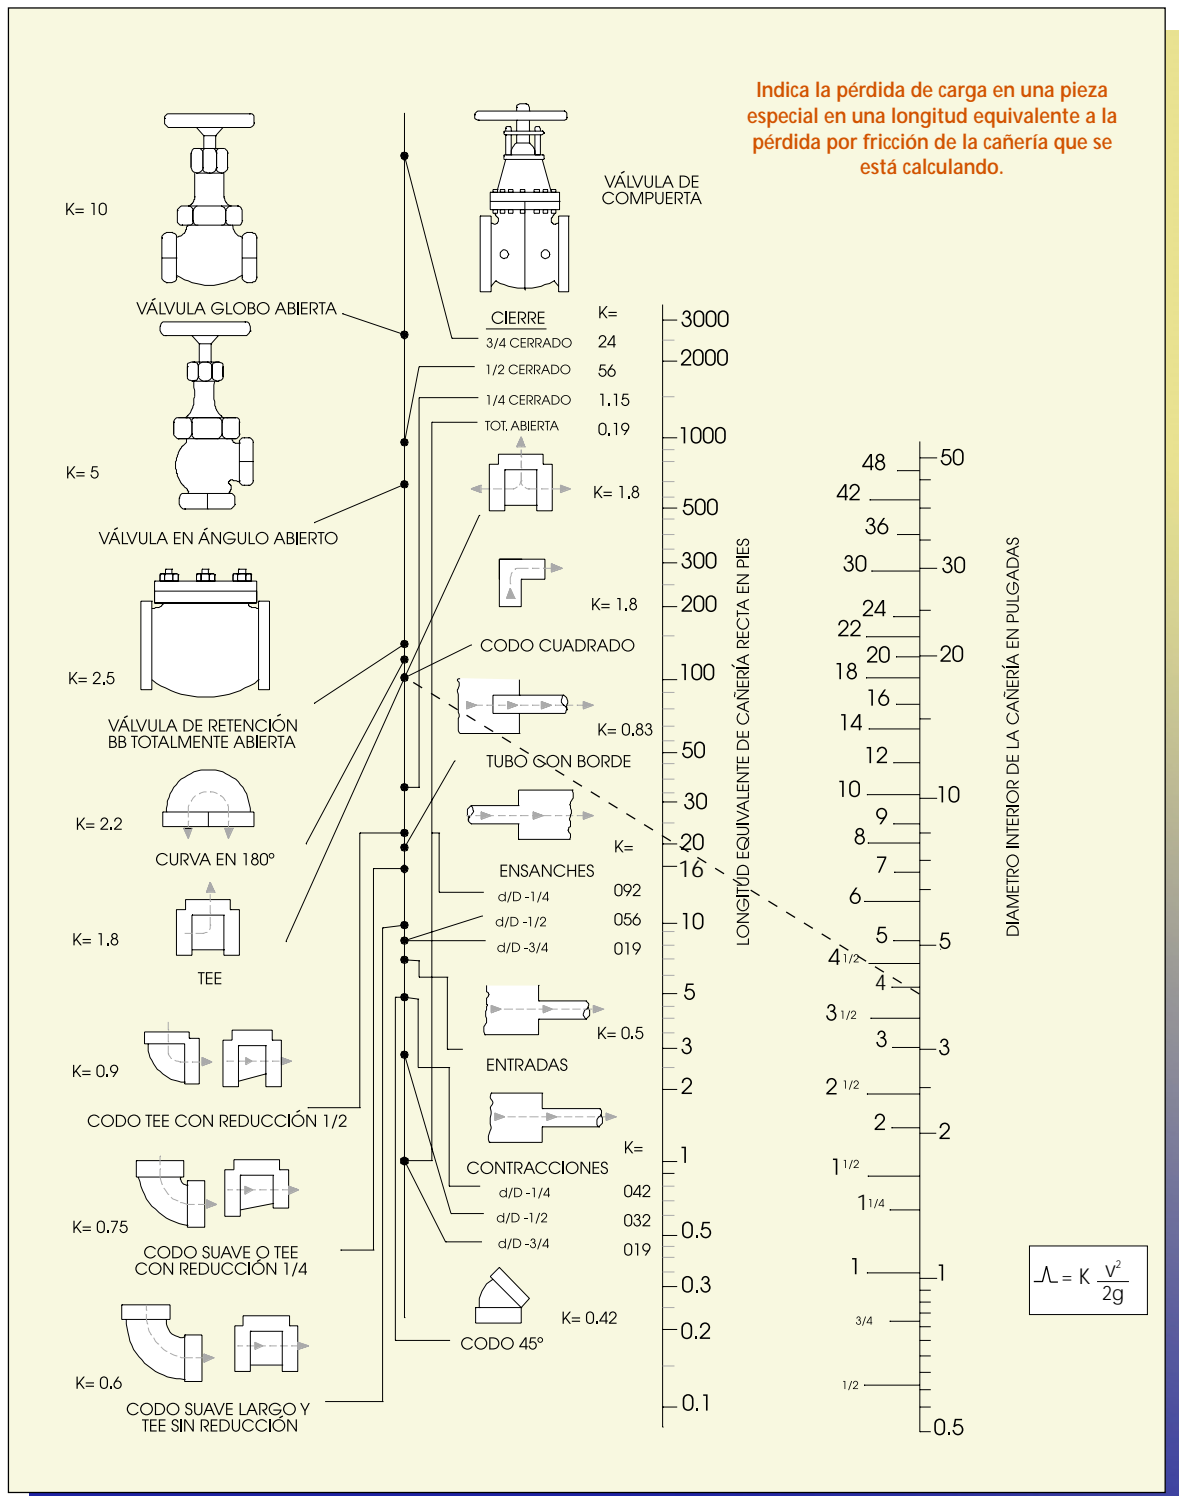 Indica la pérdida de carga en una pieza
especial en una longitud equivalente a la
pérdida por fricción de la cañería que se
está calculando.
K= 10
VÁLVULA GLOBO ABIERTA
K= 5
VÁLVULA EN ÁNGULO ABIERTO
K= 2.5
VÁLVULA DE RETENCIÓN
BB TOTALMENTE ABIERTA
K= 2.2
CURVA EN 180º
K= 1.8
TEE
K= 0.9
CODO TEE CON REDUCCIÓN 1/2
K= 0.75
CODO SUAVE O TEE
CON REDUCCIÓN 1/4
K= 0.6
CODO SUAVE LARGO Y
TEE SIN REDUCCIÓN
VÁLVULA DE
COMPUERTA
CIERRE K=
3/4 CERRADO 24
1/2 CERRADO 56
1/4 CERRADO 1.15
TOT. ABIERTA 0.19
K= 1.8
K= 1.8
CODO CUADRADO
K= 0.83
TUBO GON BORDE
K=
ENSANCHES
d/D -1/4 092
d/D -1/2 056
d/D -3/4 019
K= 0.5
ENTRADAS
K=
CONTRACCIONES
d/D -1/4 042
d/D -1/2 032
d/D -3/4 019
K= 0.42
CODO 45º
3000
2000
1000
500
300
200
100
50
30
20
16
10
5
3
2
1
0.5
0.3
0.2
0.1
LONGITUD EQUIVALENTE DE CAÑERÍA RECTA EN PIES
48
42
36
30
24
22
20
18
16
14
12
10
9
8
7
6
5
4 1/2
4
3 1/2
3
2 1/2
2
1 1/2
1 1/4
1
3/4
1/2
50
30
20
10
5
3
2
1
0.5
DIAMETRO INTERIOR DE LA CAÑERÍA EN PULGADAS
= K V²
2g